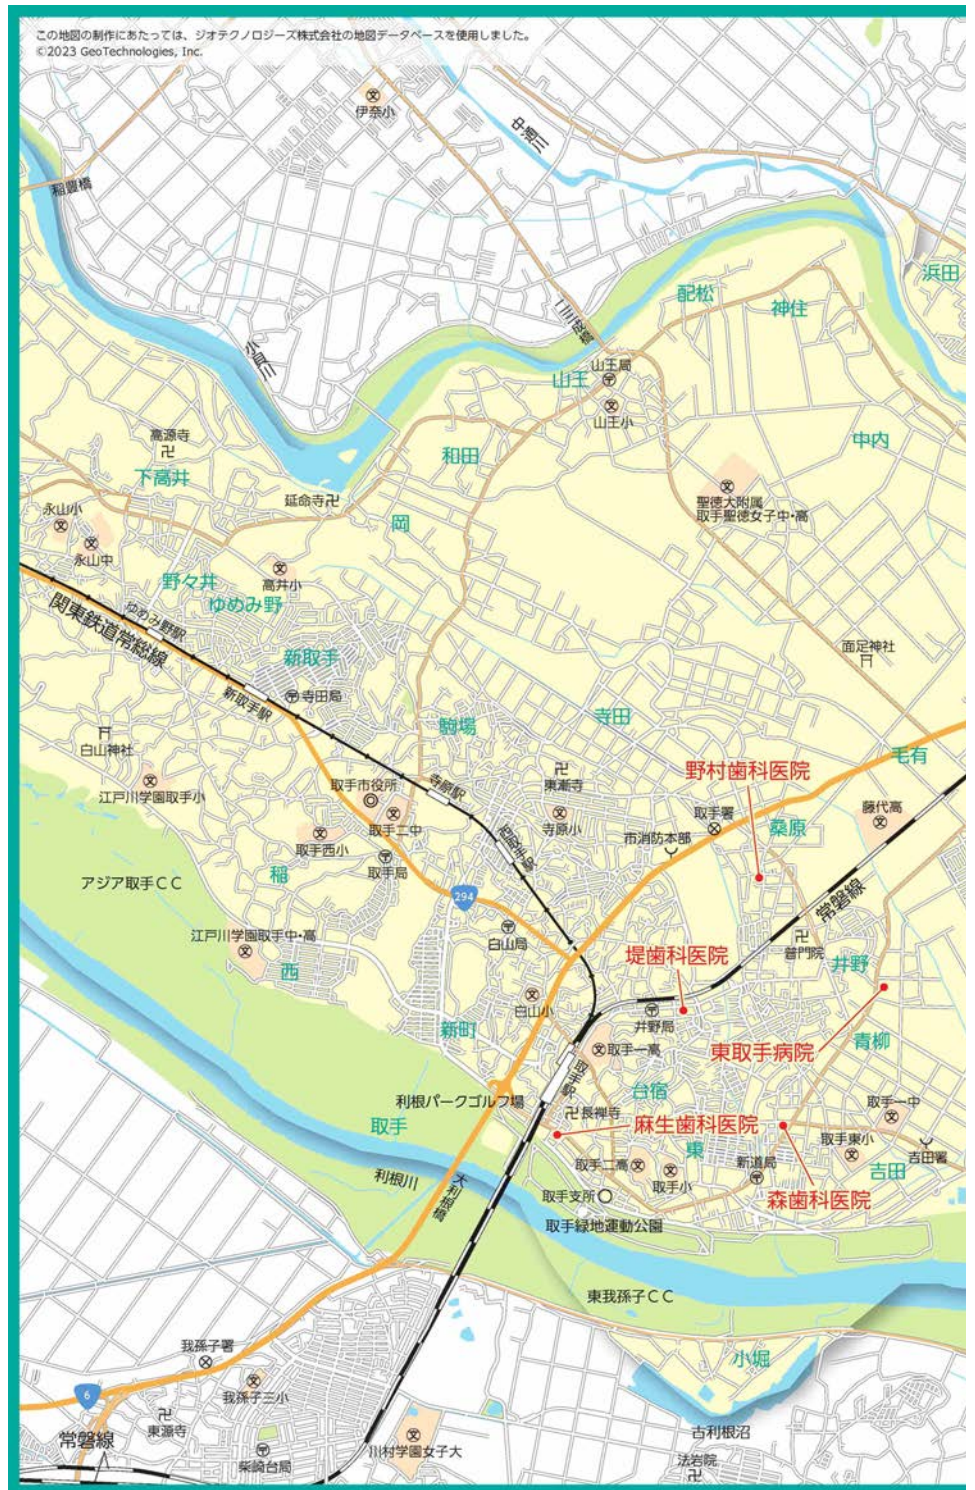 この地図の制作にあたっては、ジオテクノロジーズ株式会社の地図データベースを使用しました。
©2023 GeoTechnologies, Inc.
伊奈小
中通川
稲豊橋
浜田
配松
神住
小貝川
三三段橋
山王局
山王
山王小
高源寺
和田
中内
下高井
延命寺
聖徳大附属
取手聖徳女子中・高
永山小
岡
永山中
野々井
高井小
ゆめみ野
ゆめみ野駅
関東鉄道常総線
新取手
面足神社
新取手駅
寺田局
寺田
駒場
白山神社
毛有
野村歯科医院
江戸川学園取手小
取手市役所
寺原駅
東漸寺
取手署
藤代高
取手二中
寺原小
桑原
市消防本部
取手西小
西取手駅
稲
取手局
アジア取手CC
294
常磐線
江戸川学園取手中・高
白山局
普門院
堤歯科医院
井野
西
白山小
井野局
新町
取手一高
青柳
東取手病院
取手駅
台宿
利根パークゴルフ場
長禅寺
取手一中
取手
麻生歯科医院
取手東小
東
吉田署
利根川
取手二高
新道局
吉田
大利根橋
取手小
取手支所
森歯科医院
取手緑地運動公園
東我孫子CC
我孫子署
小堀
6
我孫子三小
東源寺
古利根沼
常磐線
柴崎台局
川村学園女子大
法岩院